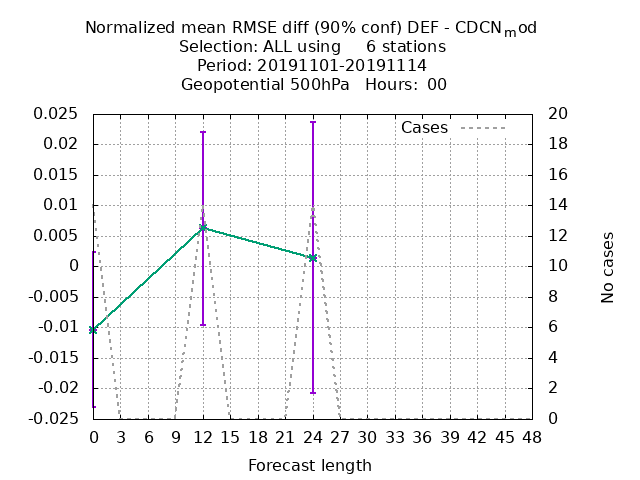 Normalized mean RMSE diff (90% conf) DEF - CDCN_mod
Selection: ALL using     6 stations
Period: 20191101-20191114
Geopotential 500hPa   Hours:  00
Cases
0.025
0.02
0.015
0.01
0.005
0
-0.005
-0.01
-0.015
-0.02
-0.025
20
18
16
14
12
10
8
6
4
2
0
No cases
0 3 6 9 12 15 18 21 24 27 30 33 36 39 42 45 48
Forecast length